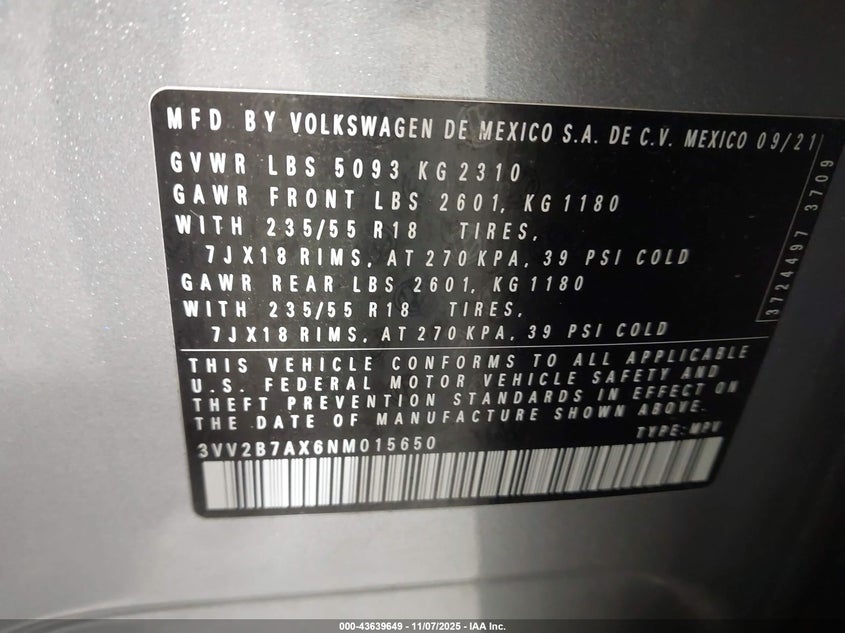 MFD BY VOLKSWAGEN DE MEXICO S.A. DE C.V. MEXICO 09/21
GVWR LBS 5093 KG 2310
GAWR FRONT LBS 2601, KG 1180
WITH 235/55 R18 TIRES,
7JX18 RIMS, AT 270 KPA, 39 PSI COLD
GAWR REAR LBS 2601, KG 1180
WITH 235/55 R18 TIRES,
7JX18 RIMS, AT 270 KPA, 39 PSI COLD
3724497 3709
THIS VEHICLE CONFORMS TO ALL APPLICABLE
U.S. FEDERAL MOTOR VEHICLE SAFETY AND
THEFT PREVENTION STANDARDS IN EFFECT ON
THE DATE OF MANUFACTURE SHOWN ABOVE.
3VV2B7AX6NM015650 TYPE: MPV
000-43639649 — 11/07/2025 — IAA Inc.